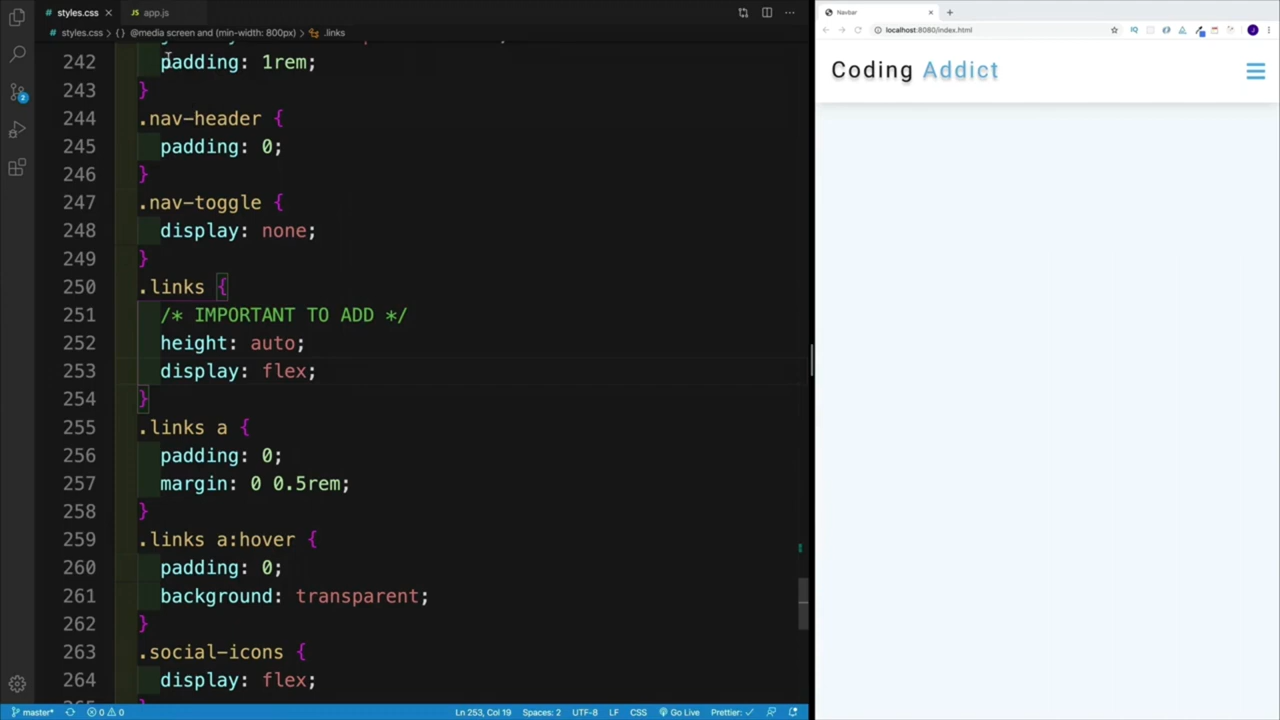 styles.css
app.js
styles.css > {} @media screen and (min-width: 800px) > .links
242 padding: 1rem;
243 }
244 .nav-header {
245 padding: 0;
246 }
247 .nav-toggle {
248 display: none;
249 }
250 .links {
251 /* IMPORTANT TO ADD */
252 height: auto;
253 display: flex;
254 }
255 .links a {
256 padding: 0;
257 margin: 0 0.5rem;
258 }
259 .links a:hover {
260 padding: 0;
261 background: transparent;
262 }
263 .social-icons {
264 display: flex;
2
master* 0 0 Ln 253, Col 19 Spaces: 2 UTF-8 LF CSS Go Live Prettier: ✓
Navbar
localhost:8080/index.html
J
Coding Addict